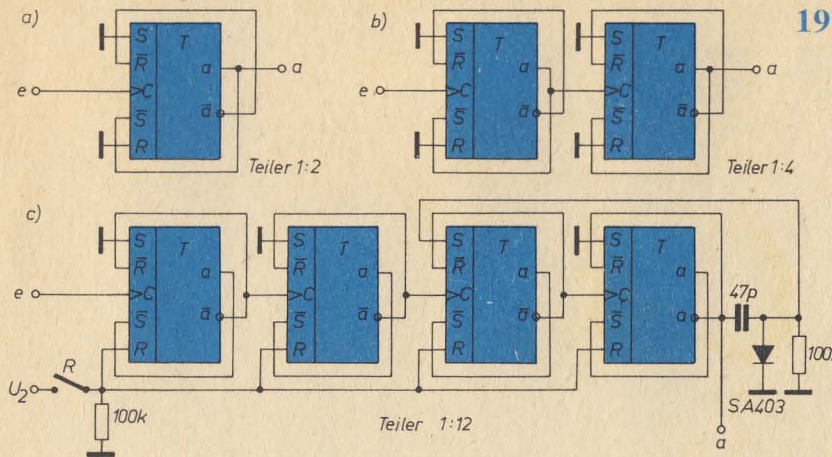 19
a)
S
T
R̅
a
a
e
>C
a̅
S̅
R
Teiler 1:2
b)
S
T
R̅
a
e
>C
a̅
S̅
R
S
T
R̅
a
a
>C
a̅
S̅
R
Teiler 1:4
c)
S
T
R̅
a
e
>C
a̅
S̅
R
S
T
R̅
a
>C
a̅
S̅
R
S
T
R̅
a
>C
a̅
S̅
R
S
T
R̅
a
>C
a̅
S̅
R
47p
R
U₂
100k
Teiler 1:12
SA403
a